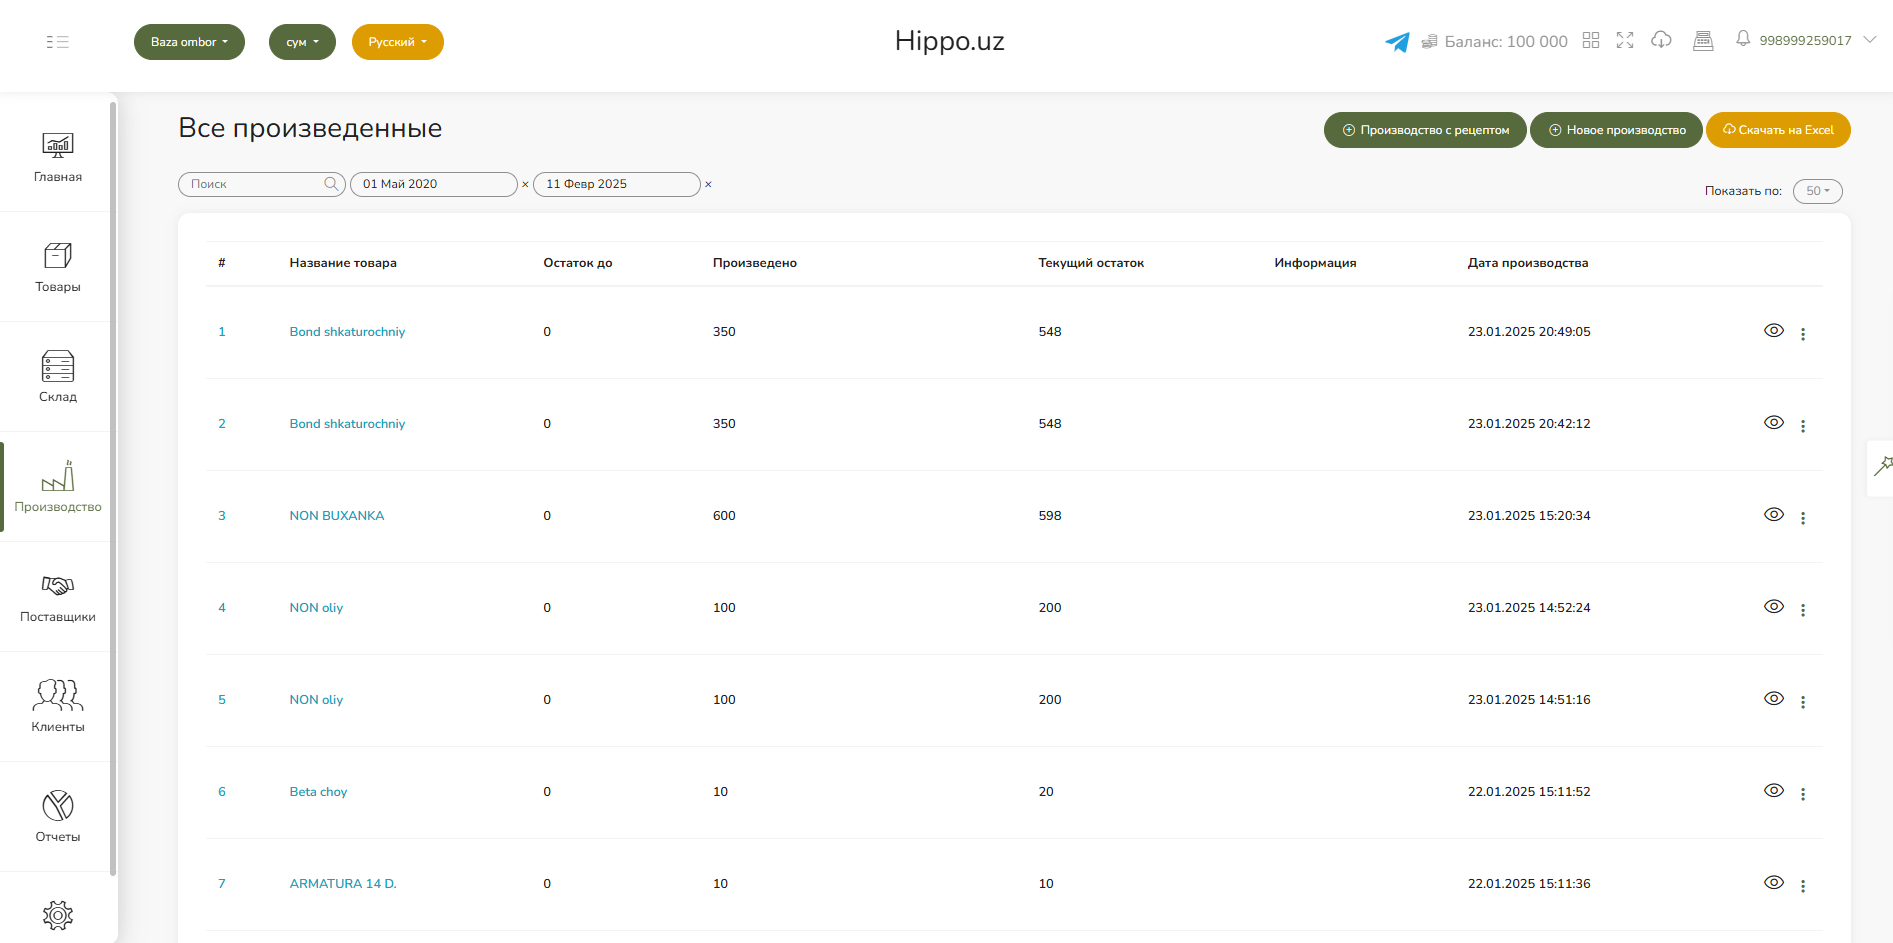 Baza ombor
сум
Русский
Hippo.uz
Баланс: 100 000
998999259017
Главная
Товары
Склад
Производство
Поставщики
Клиенты
Отчеты
Все произведенные
Производство с рецептом
Новое производство
Скачать на Excel
Поиск
01 Май 2020 ×
11 Февр 2025 ×
Показать по: 50
# Название товара Остаток до Произведено Текущий остаток Информация Дата производства
1 Bond shkaturochniy 0 350 548 23.01.2025 20:49:05
2 Bond shkaturochniy 0 350 548 23.01.2025 20:42:12
3 NON BUXANKA 0 600 598 23.01.2025 15:20:34
4 NON oliy 0 100 200 23.01.2025 14:52:24
5 NON oliy 0 100 200 23.01.2025 14:51:16
6 Beta choy 0 10 20 22.01.2025 15:11:52
7 ARMATURA 14 D. 0 10 10 22.01.2025 15:11:36